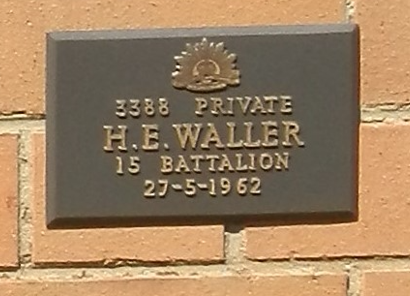 3388 PRIVATE
H.E.WALLER
15 BATTALION
27-5-1962